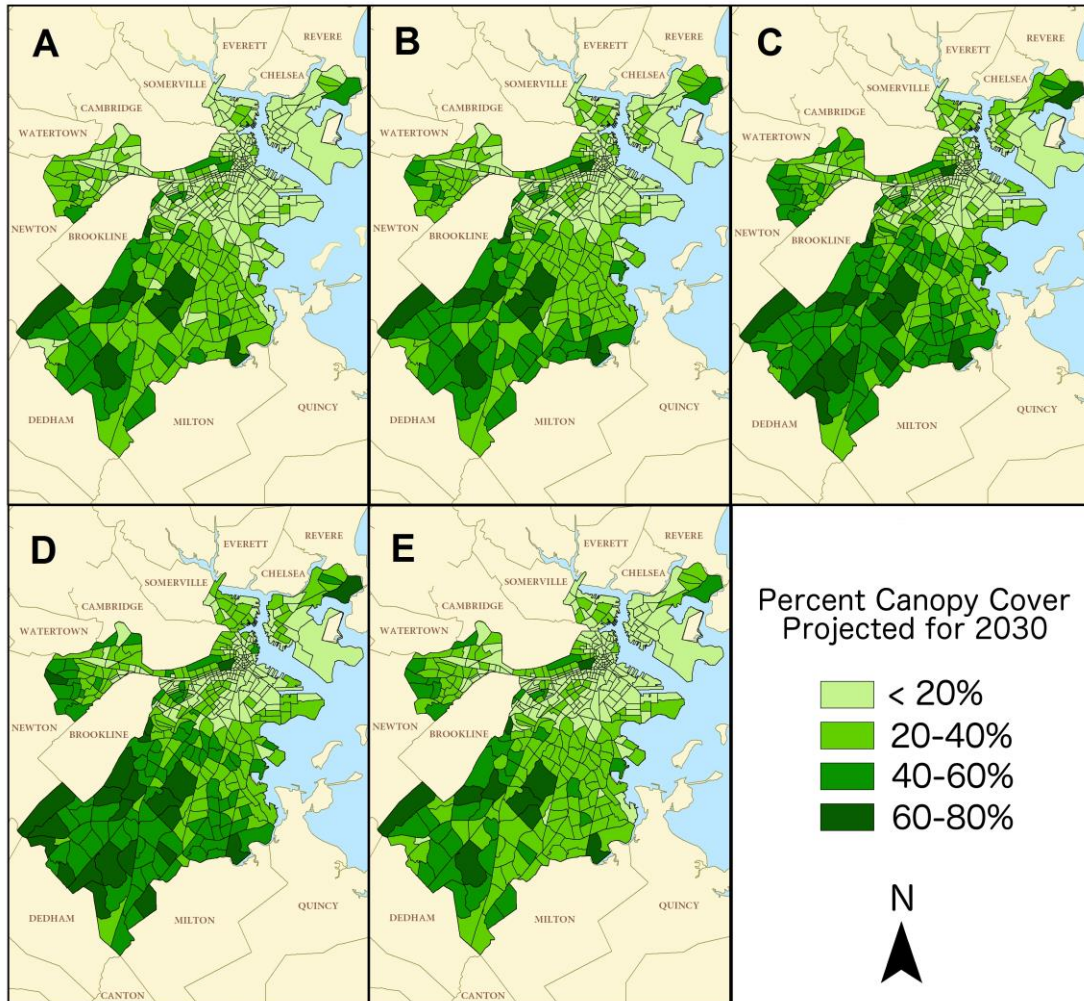 A
EVERETT
REVERE
CHELSEA
SOMERVILLE
CAMBRIDGE
WATERTOWN
NEWTON
BROOKLINE
DEDHAM
MILTON
QUINCY
B
EVERETT
REVERE
CHELSEA
SOMERVILLE
CAMBRIDGE
WATERTOWN
NEWTON
BROOKLINE
DEDHAM
MILTON
QUINCY
C
EVERETT
REVERE
CHELSEA
SOMERVILLE
CAMBRIDGE
WATERTOWN
NEWTON
BROOKLINE
DEDHAM
MILTON
QUINCY
D
EVERETT
REVERE
CHELSEA
SOMERVILLE
CAMBRIDGE
WATERTOWN
NEWTON
BROOKLINE
DEDHAM
MILTON
QUINCY
CANTON
E
EVERETT
REVERE
CHELSEA
SOMERVILLE
CAMBRIDGE
WATERTOWN
NEWTON
BROOKLINE
DEDHAM
MILTON
QUINCY
CANTON
Percent Canopy Cover
Projected for 2030
< 20%
20-40%
40-60%
60-80%
N